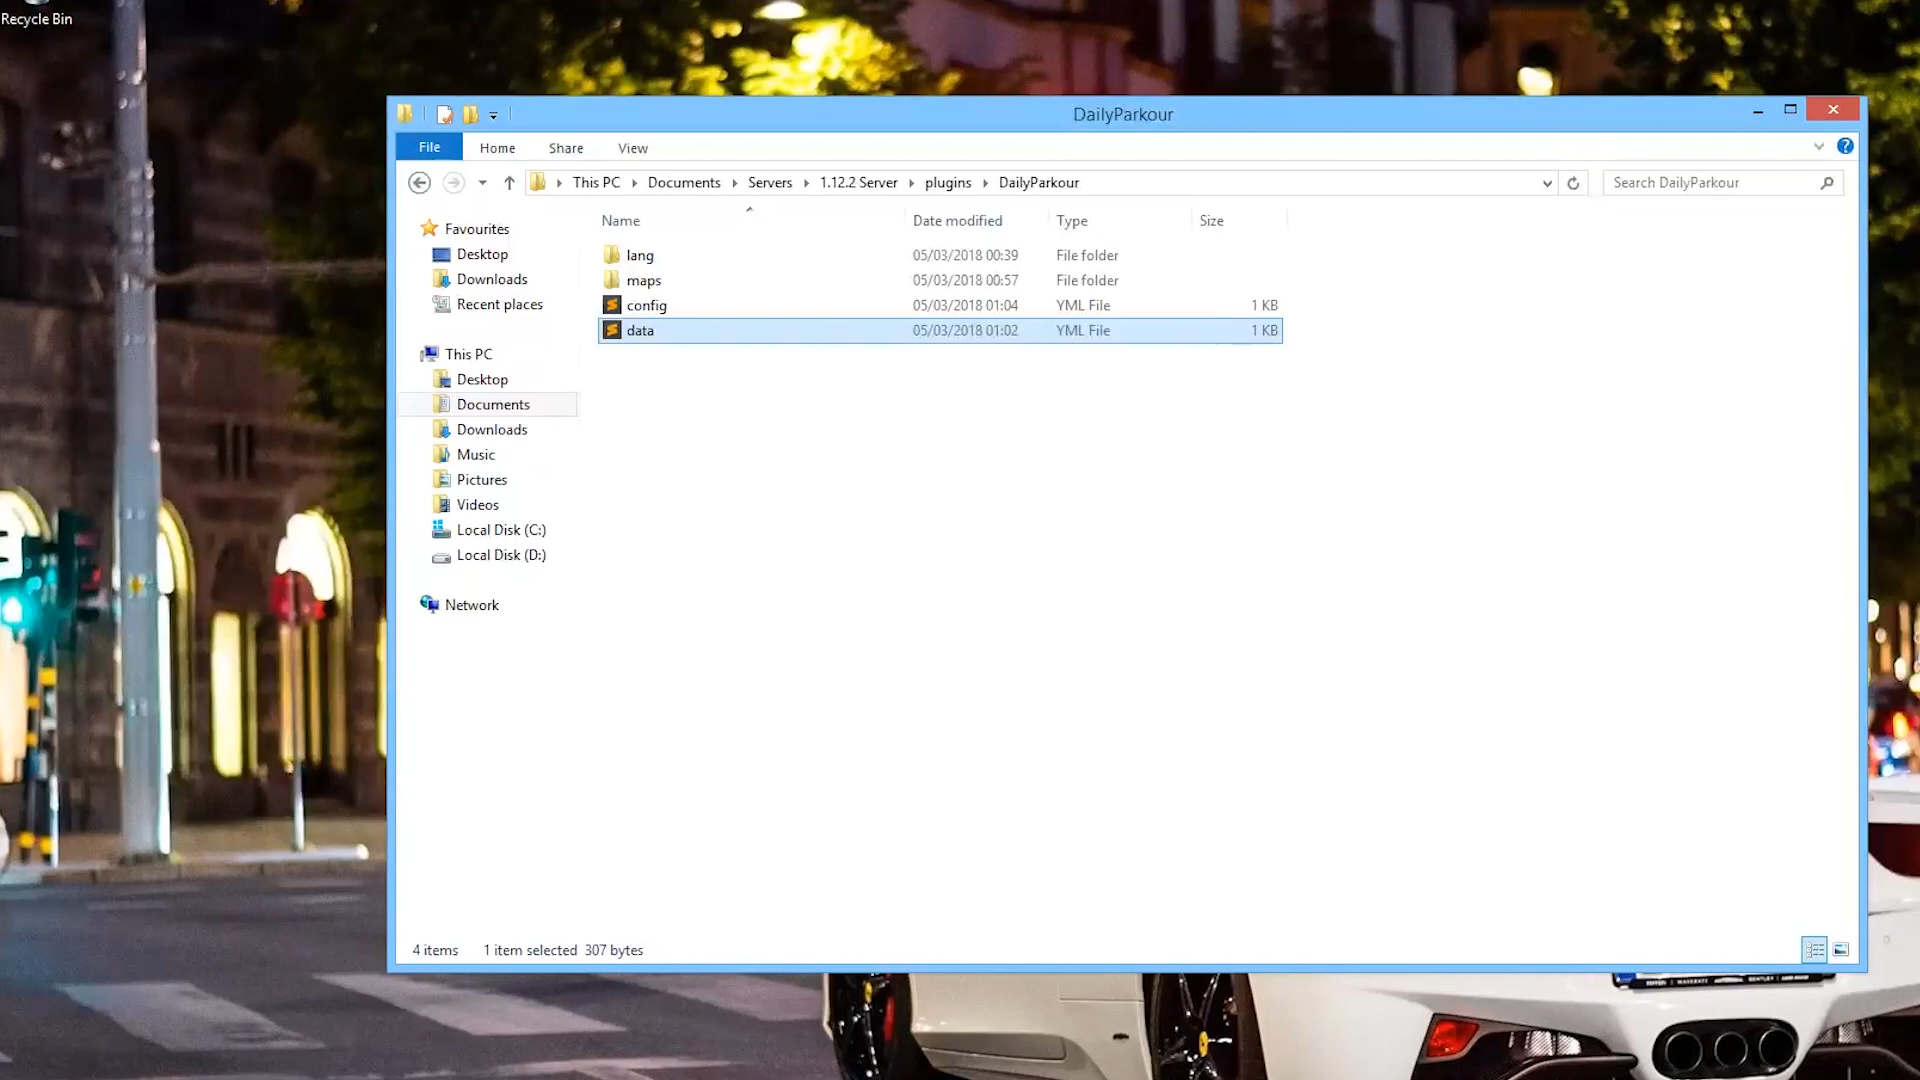 Recycle Bin
DailyParkour
File Home Share View
This PC Documents Servers 1.12.2 Server plugins DailyParkour
Search DailyParkour
Name Date modified Type Size
Favourites
Desktop
Downloads
Recent places
This PC
Desktop
Documents
Downloads
Music
Pictures
Videos
Local Disk (C:)
Local Disk (D:)
Network
lang 05/03/2018 00:39 File folder
maps 05/03/2018 00:57 File folder
config 05/03/2018 01:04 YML File 1 KB
data 05/03/2018 01:02 YML File 1 KB
4 items 1 item selected 307 bytes